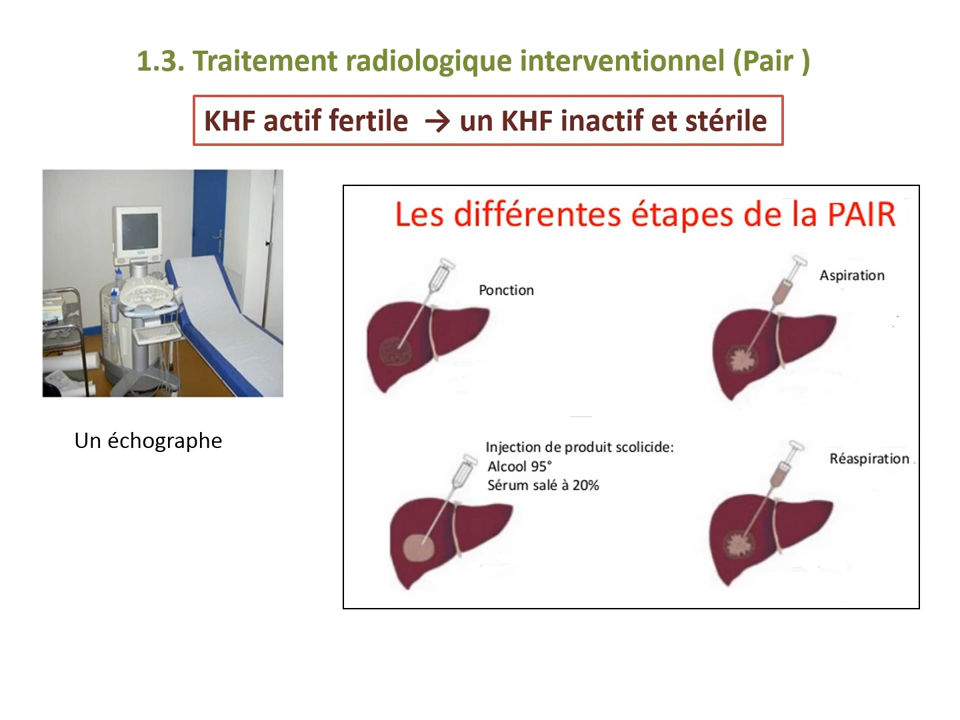 1.3. Traitement radiologique interventionnel (Pair )
KHF actif fertile → un KHF inactif et stérile
Les différentes étapes de la PAIR
Ponction
Aspiration
Un échographe
Injection de produit scolicide:
Alcool 95°
Sérum salé à 20%
Réaspiration